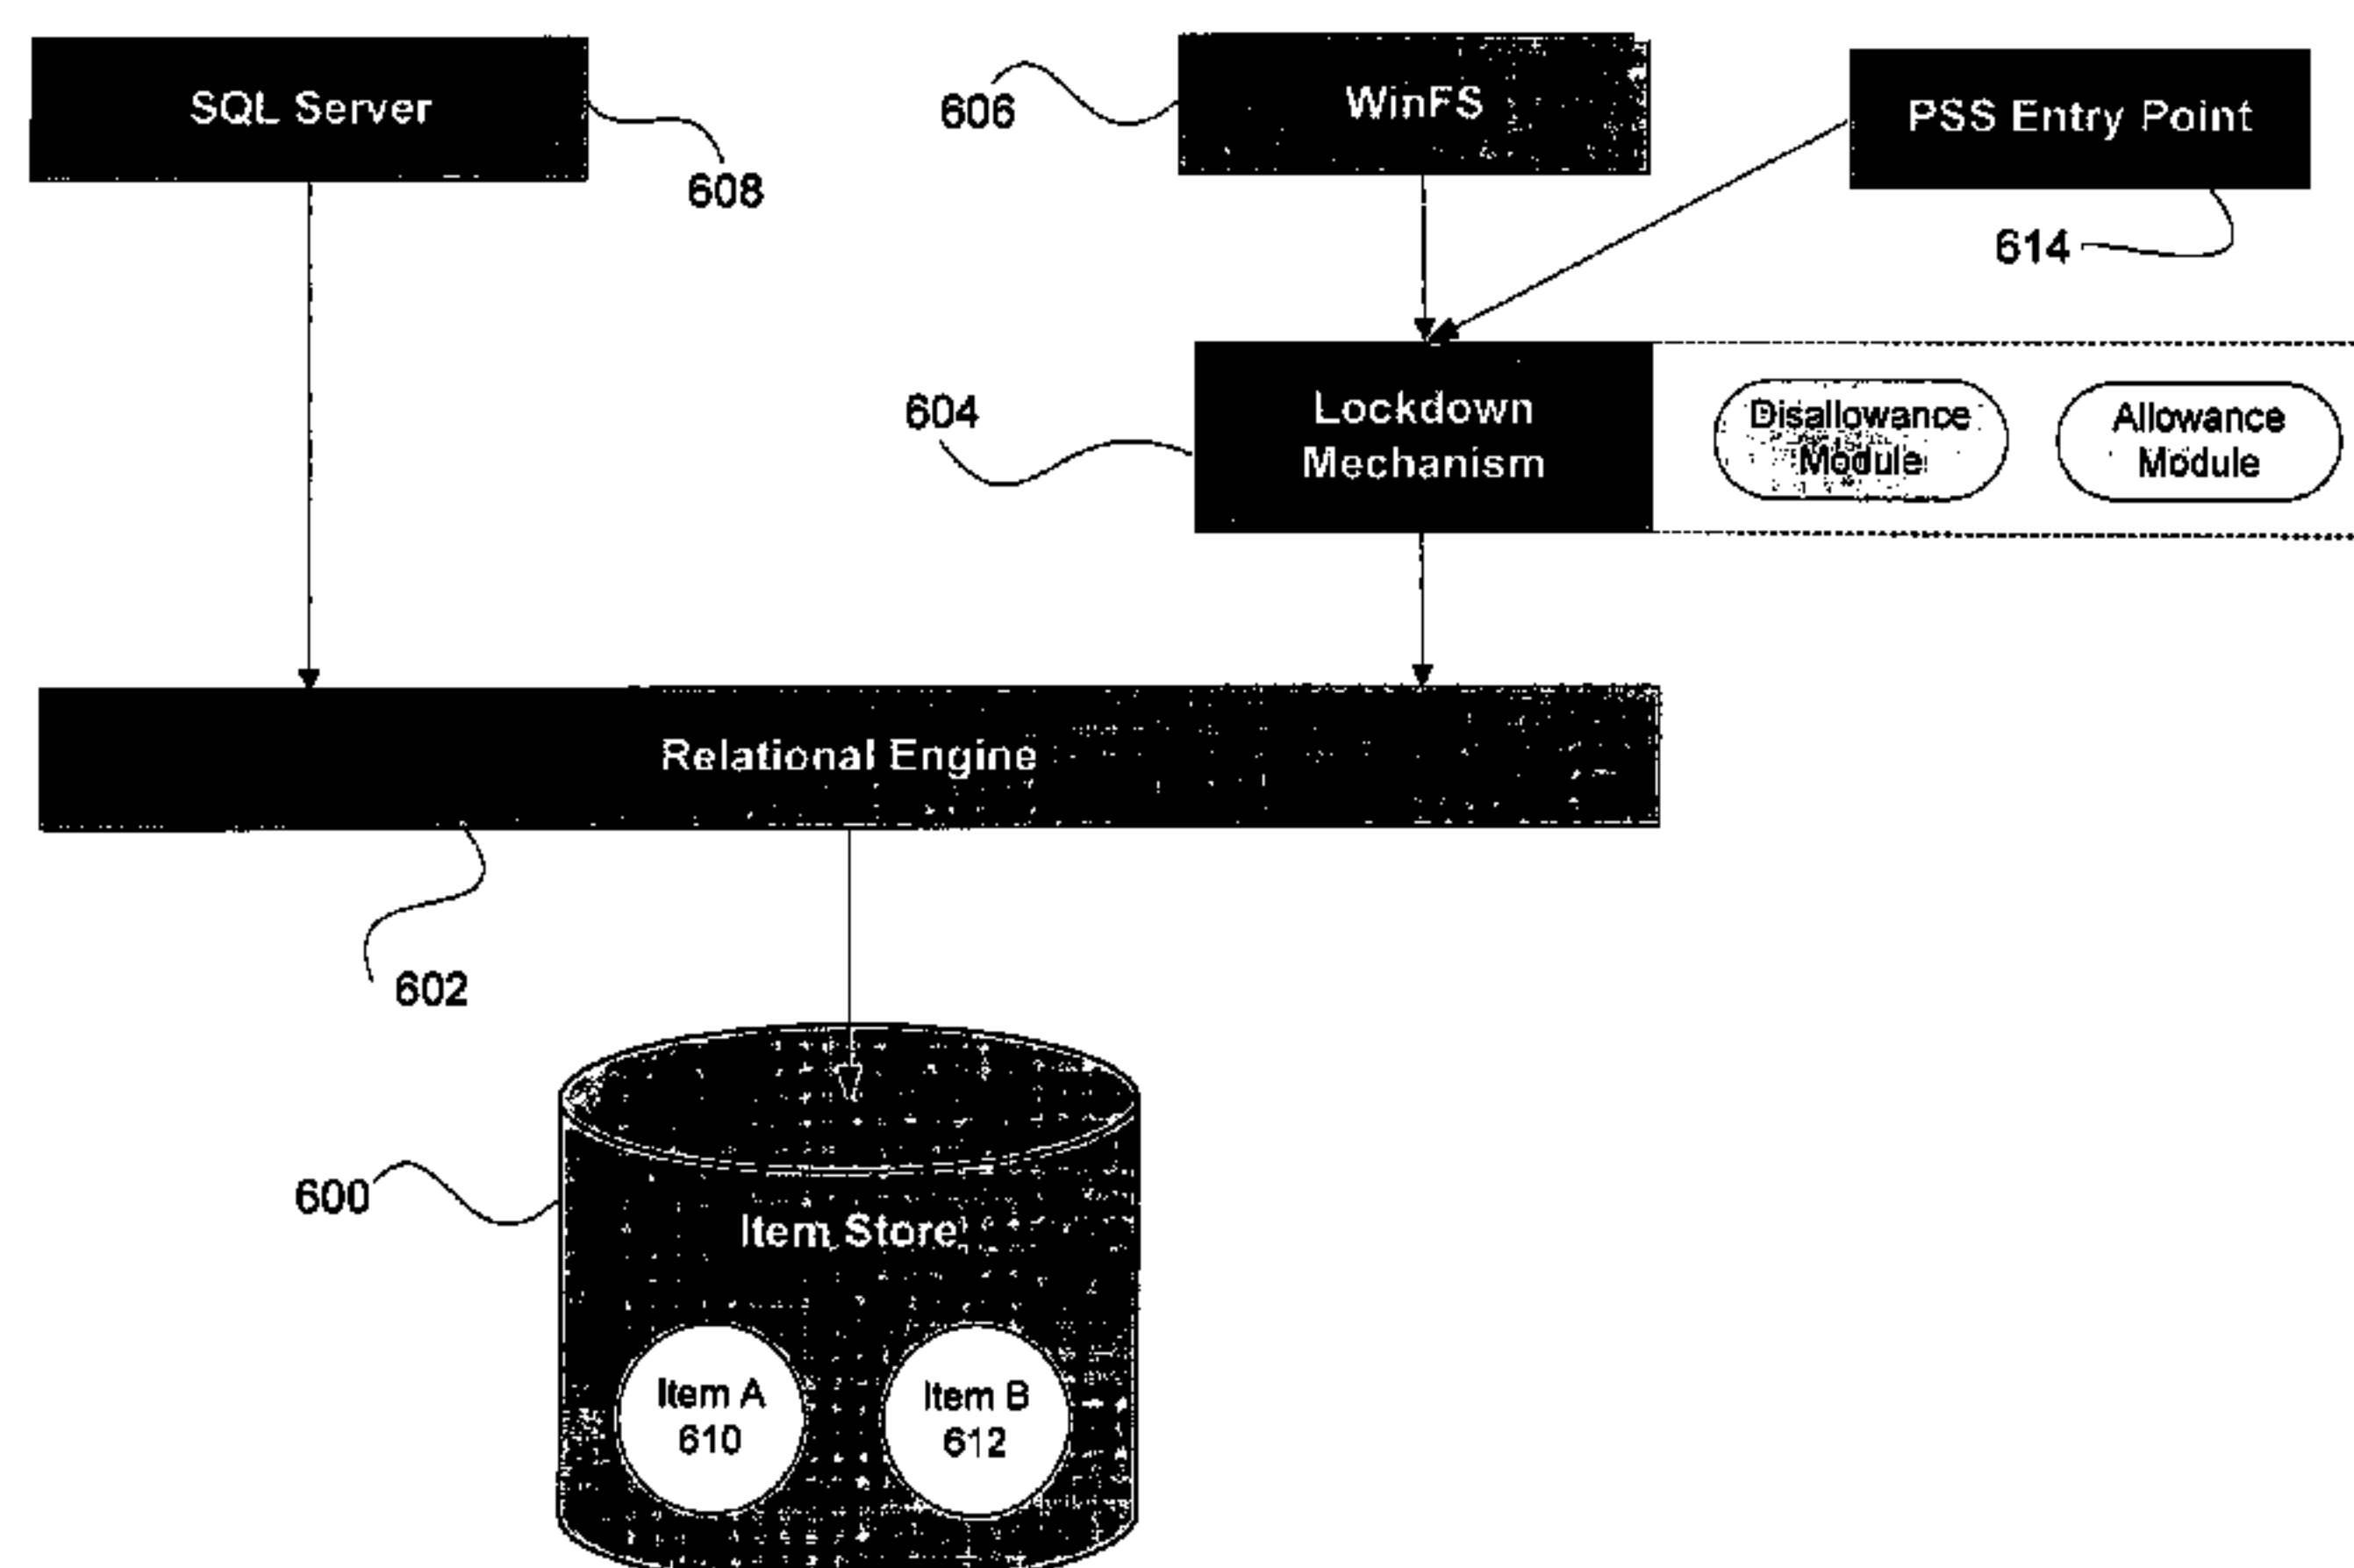 SQL Server
608
606
WinFS
PSS Entry Point
614
604
Lockdown
Mechanism
Disallowance
Module
Allowance
Module
Relational Engine
602
600
Item Store
Item A
610
Item B
612